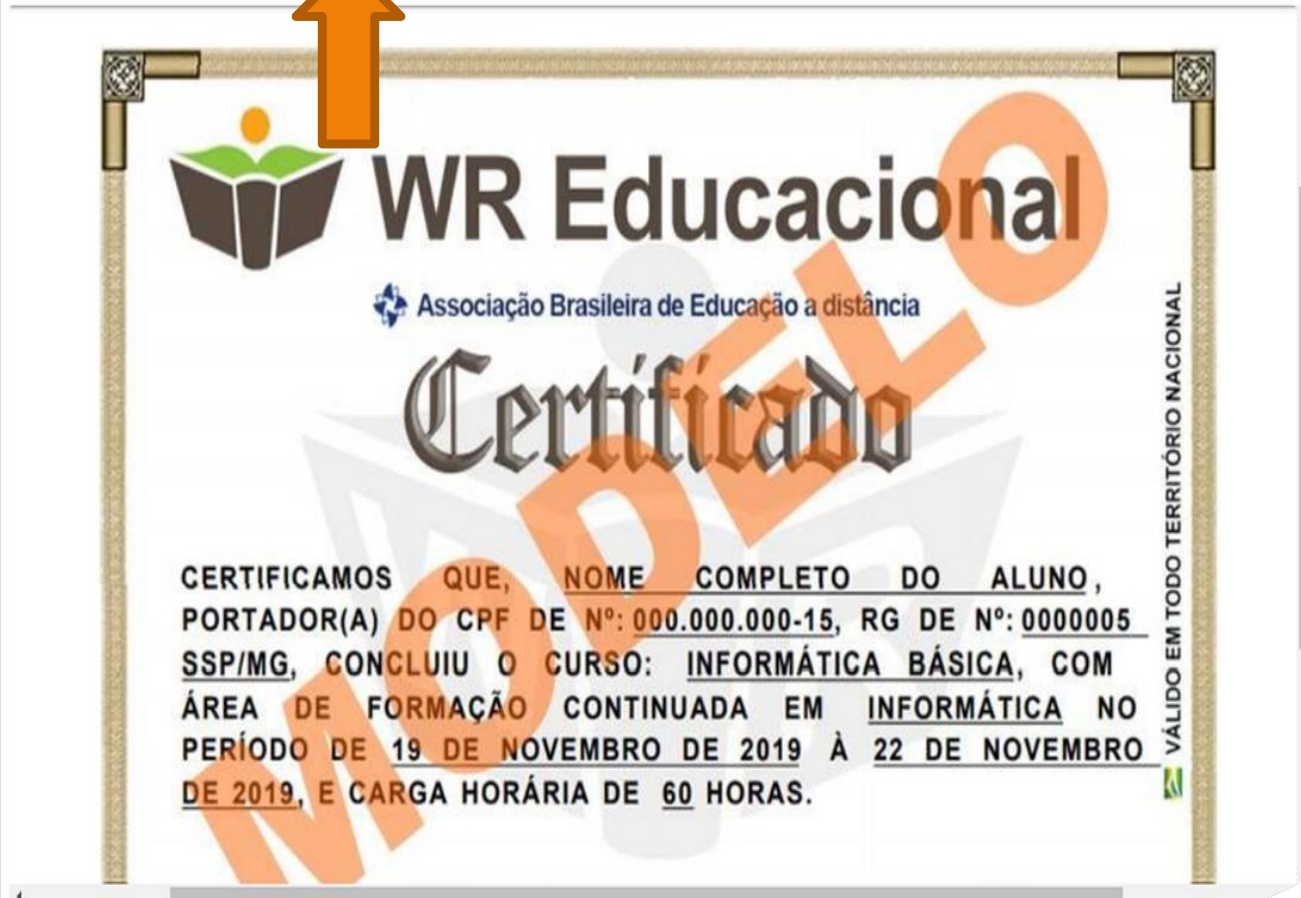 WR Educacional
Associação Brasileira de Educação a distância
Certificado
CERTIFICAMOS QUE, NOME COMPLETO DO ALUNO,
PORTADOR(A) DO CPF DE Nº: 000.000.000-15, RG DE Nº: 0000005
SSP/MG, CONCLUIU O CURSO: INFORMÁTICA BÁSICA, COM
ÁREA DE FORMAÇÃO CONTINUADA EM INFORMÁTICA NO
PERÍODO DE 19 DE NOVEMBRO DE 2019 À 22 DE NOVEMBRO
DE 2019, E CARGA HORÁRIA DE 60 HORAS.
VÁLIDO EM TODO TERRITÓRIO NACIONAL
MODELO